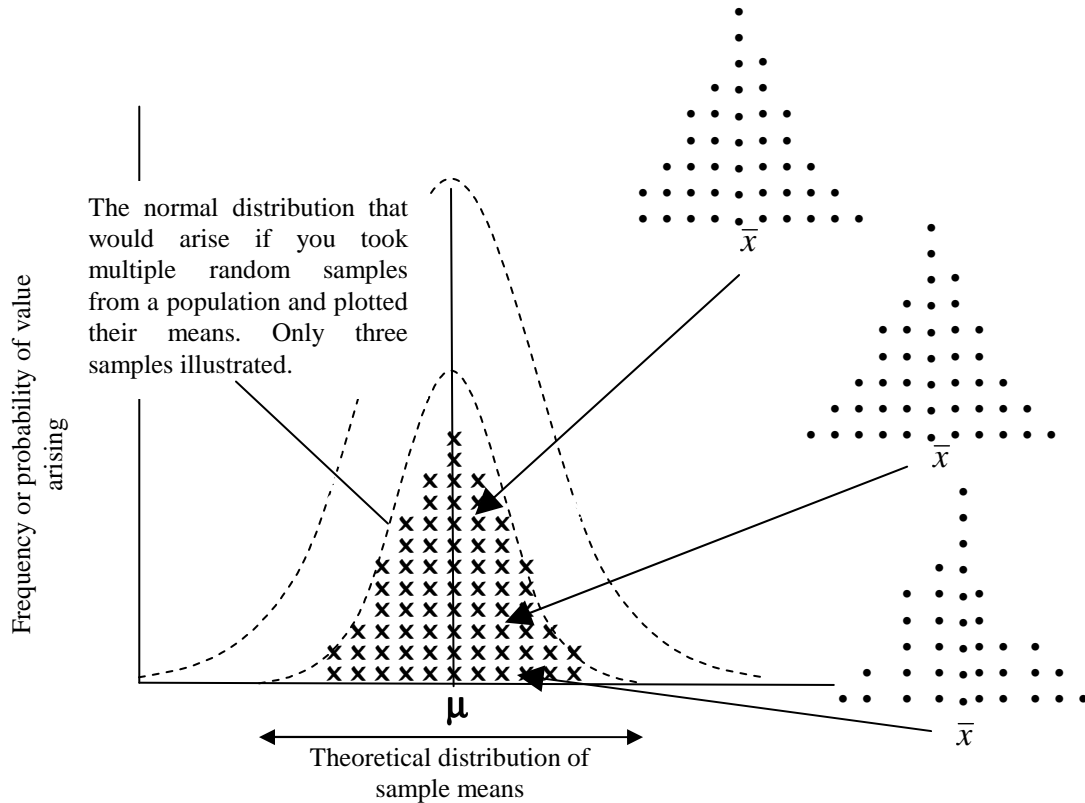 The normal distribution that
would arise if you took
multiple random samples
from a population and plotted
their means. Only three
samples illustrated.
Frequency or probability of value
arising
x̅
x̅
x̅
μ
Theoretical distribution of
sample means